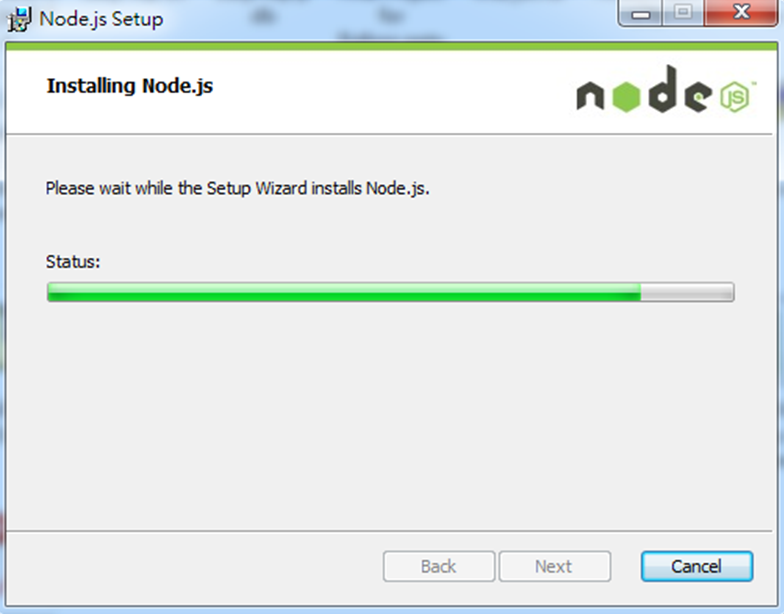 Node.js Setup
Installing Node.js
node JS™
Please wait while the Setup Wizard installs Node.js.
Status:
Back
Next
Cancel